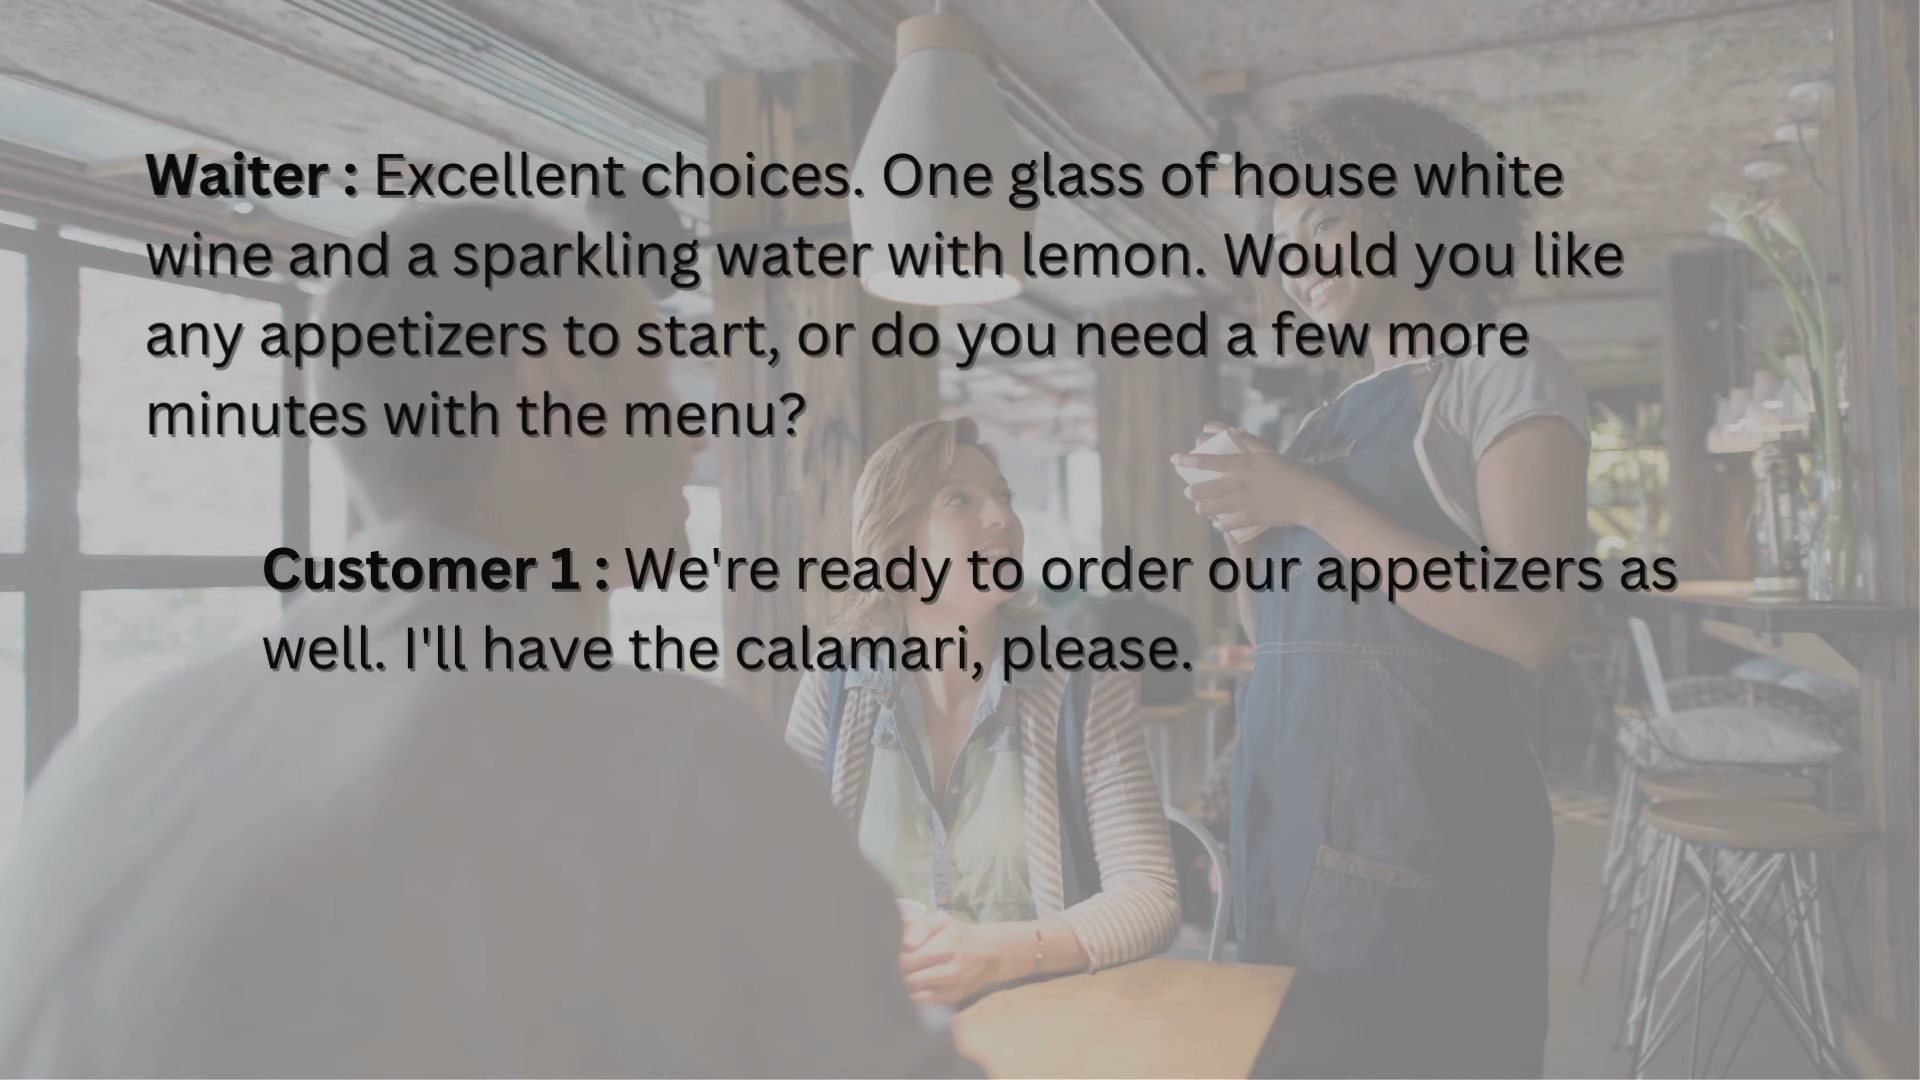 Waiter : Excellent choices. One glass of house white
wine and a sparkling water with lemon. Would you like
any appetizers to start, or do you need a few more
minutes with the menu?
Customer 1 : We're ready to order our appetizers as
well. I'll have the calamari, please.